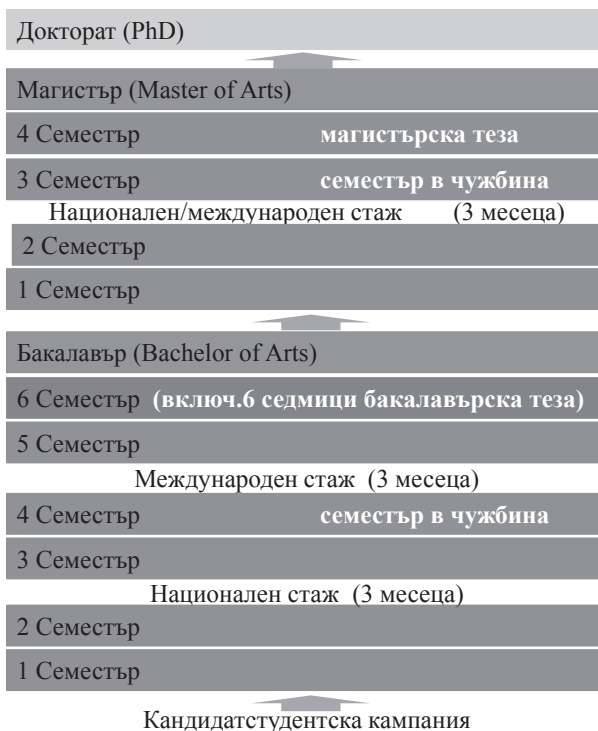 Докторат (PhD)
Магистър (Master of Arts)
4 Семестър магистърска теза
3 Семестър семестър в чужбина
Национален/международен стаж (3 месеца)
2 Семестър
1 Семестър
Бакалавър (Bachelor of Arts)
6 Семестър (включ.6 седмици бакалавърска теза)
5 Семестър
Международен стаж (3 месеца)
4 Семестър семестър в чужбина
3 Семестър
Национален стаж (3 месеца)
2 Семестър
1 Семестър
Кандидатстудентска кампания